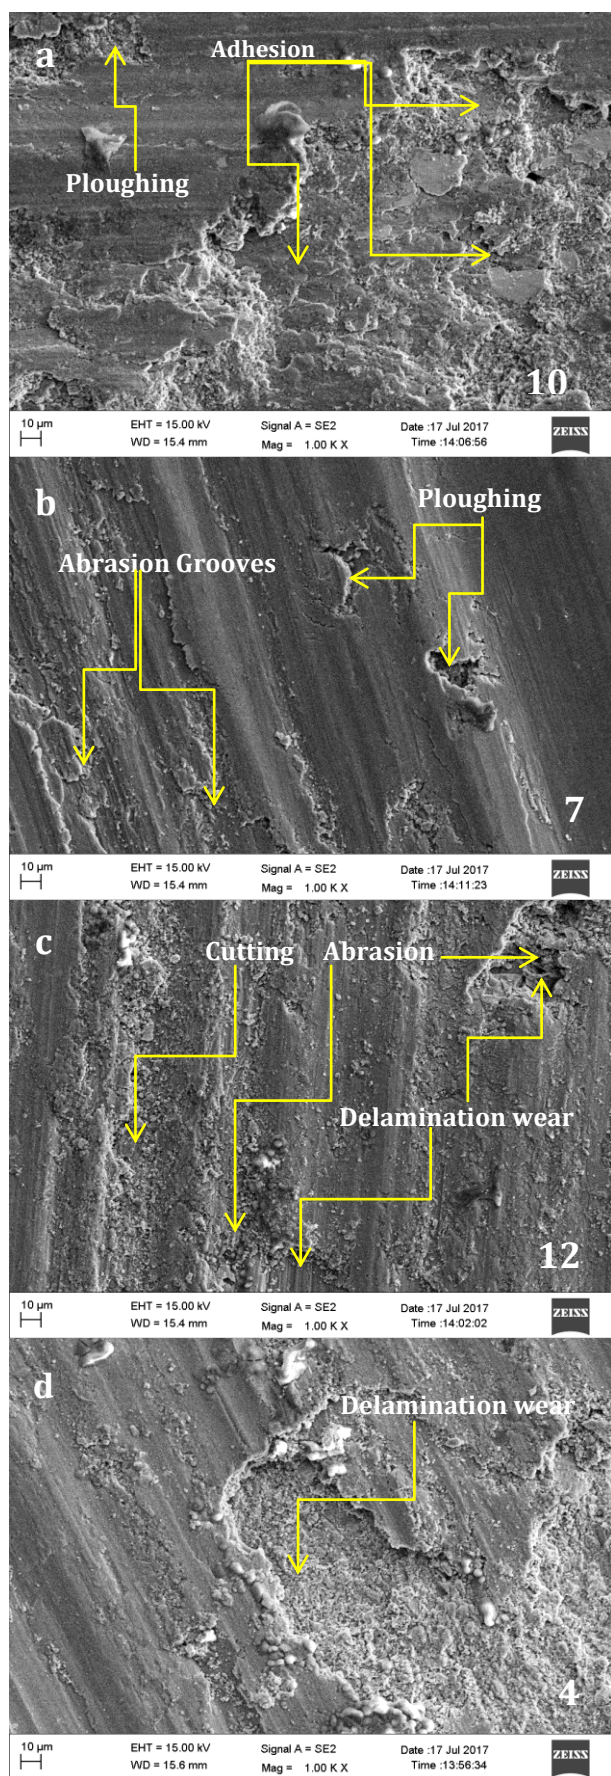 a
Adhesion
Ploughing
10
10 µm
EHT = 15.00 kV
Signal A = SE2
Date :17 Jul 2017
WD = 15.4 mm
Mag = 1.00 K X
Time :14:06:56
ZEISS
b
Ploughing
Abrasion Grooves
7
10 µm
EHT = 15.00 kV
Signal A = SE2
Date :17 Jul 2017
WD = 15.4 mm
Mag = 1.00 K X
Time :14:11:23
ZEISS
c
Cutting
Abrasion
Delamination wear
12
10 µm
EHT = 15.00 kV
Signal A = SE2
Date :17 Jul 2017
WD = 15.4 mm
Mag = 1.00 K X
Time :14:02:02
ZEISS
d
Delamination wear
4
10 µm
EHT = 15.00 kV
Signal A = SE2
Date :17 Jul 2017
WD = 15.6 mm
Mag = 1.00 K X
Time :13:56:34
ZEISS